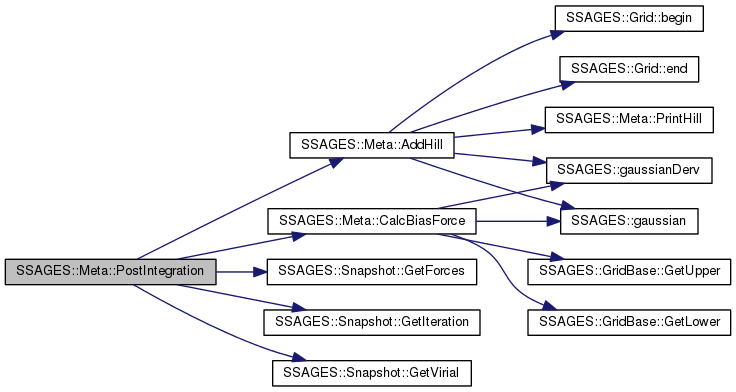 SSAGES::Grid::begin
SSAGES::Grid::end
SSAGES::Meta::PrintHill
SSAGES::Meta::AddHill
SSAGES::gaussianDerv
SSAGES::Meta::CalcBiasForce
SSAGES::gaussian
SSAGES::Meta::PostIntegration
SSAGES::Snapshot::GetForces
SSAGES::GridBase::GetUpper
SSAGES::Snapshot::GetIteration
SSAGES::GridBase::GetLower
SSAGES::Snapshot::GetVirial